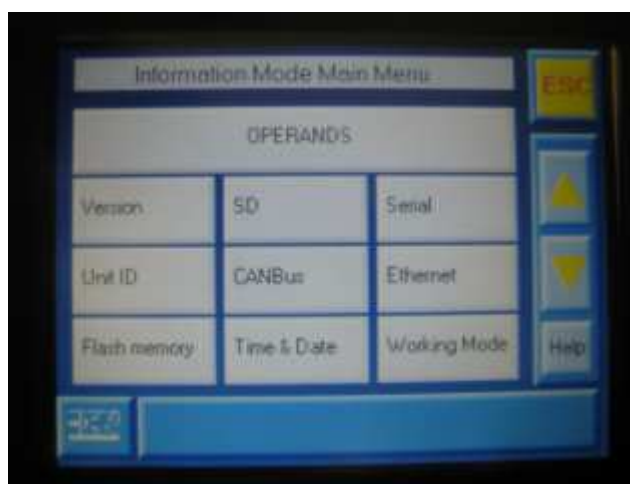 Information Mode Main Menu
ESC
OPERANDS
Version SD Serial
Unit ID CANBus Ethernet
Flash memory Time & Date Working Mode
Help